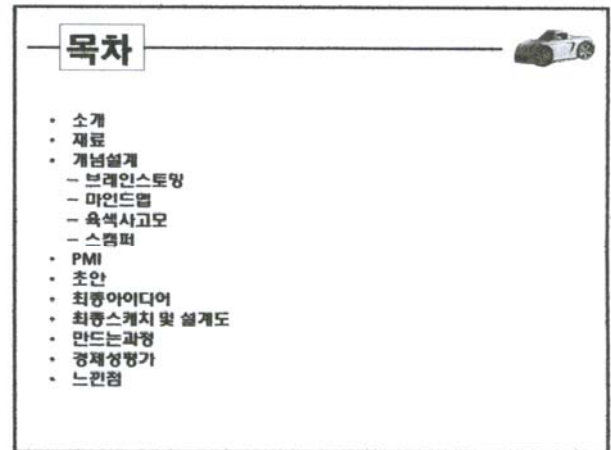 목차
• 소개
• 재료
• 개념설계
– 브레인스토밍
– 마인드맵
– 육색사고모
– 스캠퍼
• PMI
• 초안
• 최종아이디어
• 최종스케치 및 설계도
• 만드는과정
• 경제성평가
• 느낀점